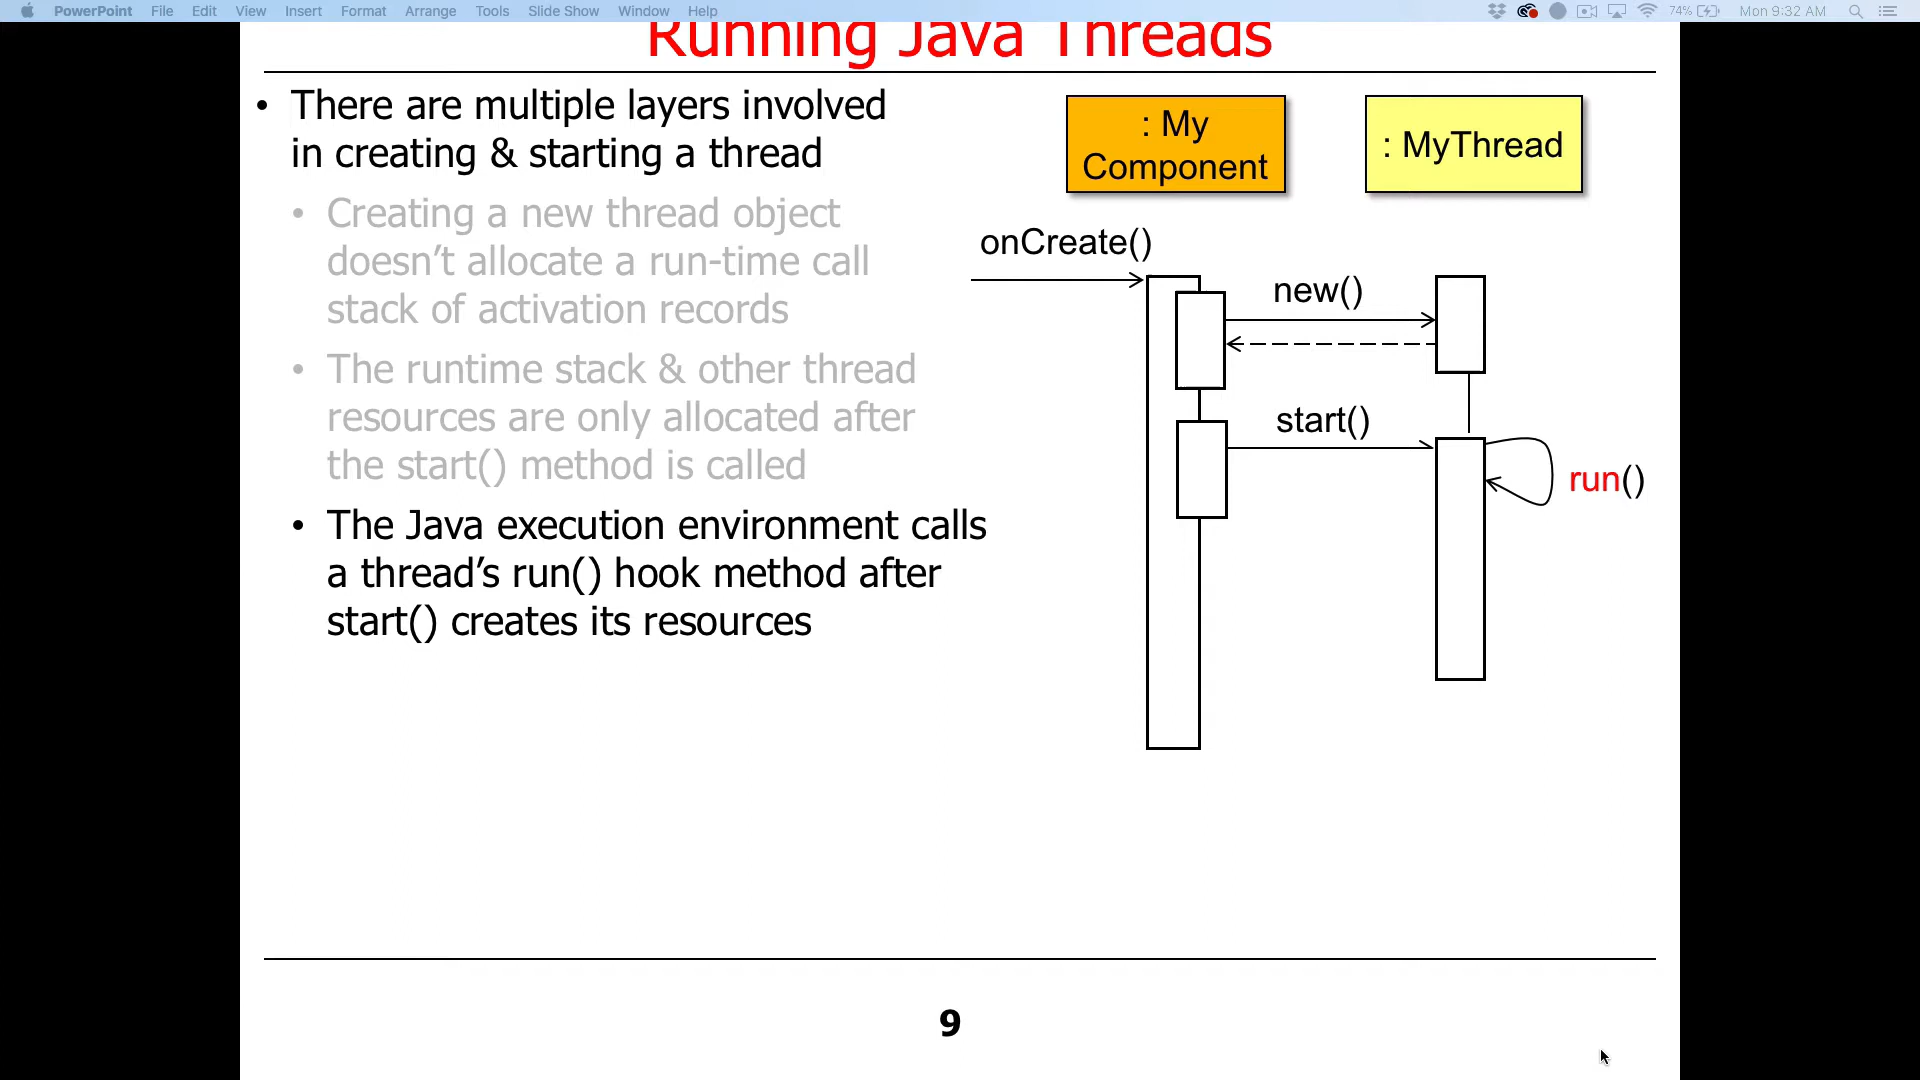 PowerPoint File Edit View Insert Format Arrange Tools Slide Show Window Help 74% Mon 9:32 AM
Running Java Threads
• There are multiple layers involved
in creating & starting a thread
• Creating a new thread object
doesn’t allocate a run-time call
stack of activation records
• The runtime stack & other thread
resources are only allocated after
the start() method is called
• The Java execution environment calls
a thread’s run() hook method after
start() creates its resources
: My
Component
: MyThread
onCreate()
new()
start()
run()
9